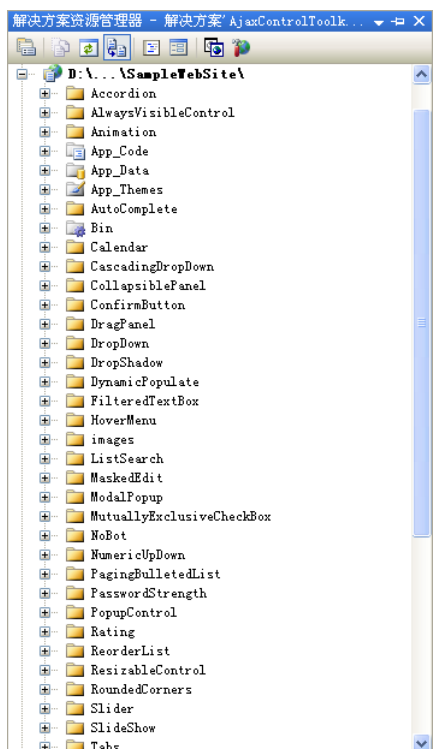 解决方案资源管理器 - 解决方案'AjaxControlToolk...
D:\...\SampleWebSite\
Accordion
AlwaysVisibleControl
Animation
App_Code
App_Data
App_Themes
AutoComplete
Bin
Calendar
CascadingDropDown
CollapsiblePanel
ConfirmButton
DragPanel
DropDown
DropShadow
DynamicPopulate
FilteredTextBox
HoverMenu
images
ListSearch
MaskedEdit
ModalPopup
MutuallyExclusiveCheckBox
NoBot
NumericUpDown
PagingBulletedList
PasswordStrength
PopupControl
Rating
ReorderList
ResizableControl
RoundedCorners
Slider
SlideShow
Tabs